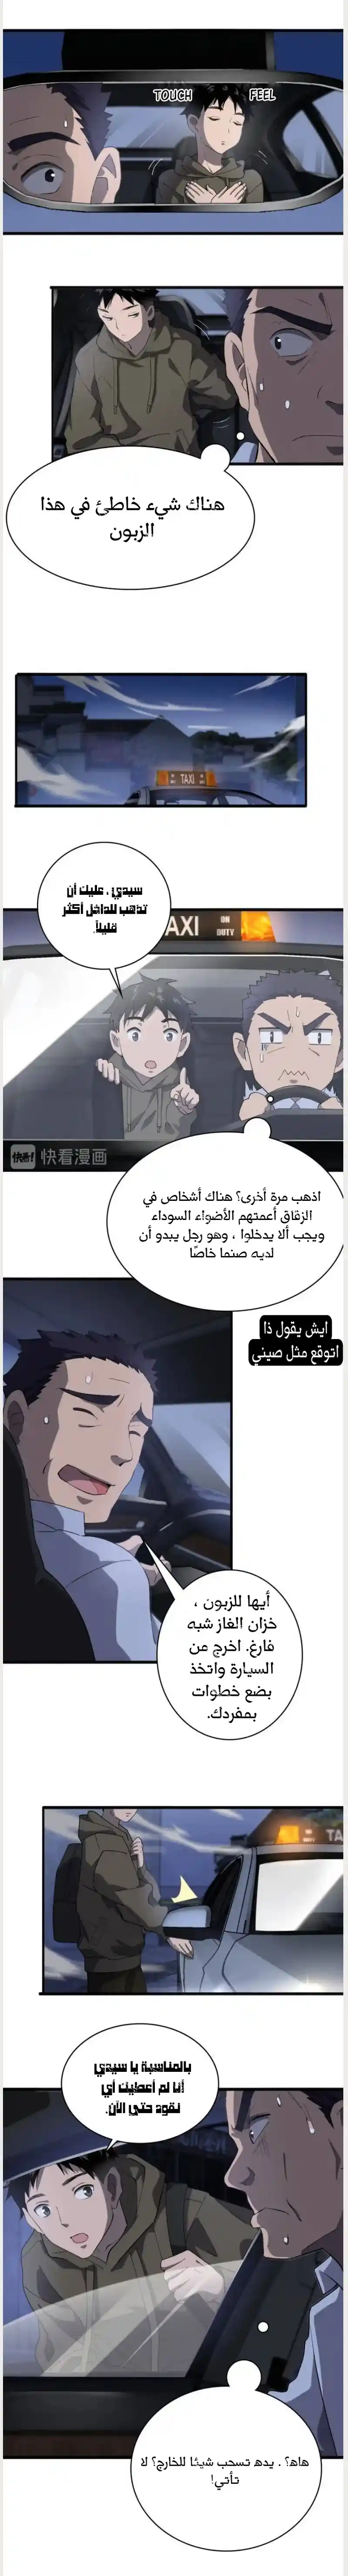 TOUCH FEEL
هناك شيء خاطئ في هذا
الزبون
TAXI
سيدي ، عليك أن
تذهب للداخل أكثر
قليلاً.
AXI ON DUTY
快看! 快看漫画
اذهب مرة أخرى؟ هناك أشخاص في
الزقاق أعمتهم الأضواء السوداء
ويجب ألا يدخلوا ، وهو رجل يبدو أن
لديه صنما خاصًا
ايش يقول ذا
اتوقع مثل صيني
أيها للزبون ،
خزان الغاز شبه
فارغ. اخرج من
السيارة واتخذ
بضع خطوات
بمفردك.
TA
بالمناسبة يا سيدي
أنا لم أعطيك أي
نقود حتى الآن.
هاه؟ . يده تسحب شيئا للخارج؟ لا
تأتي!